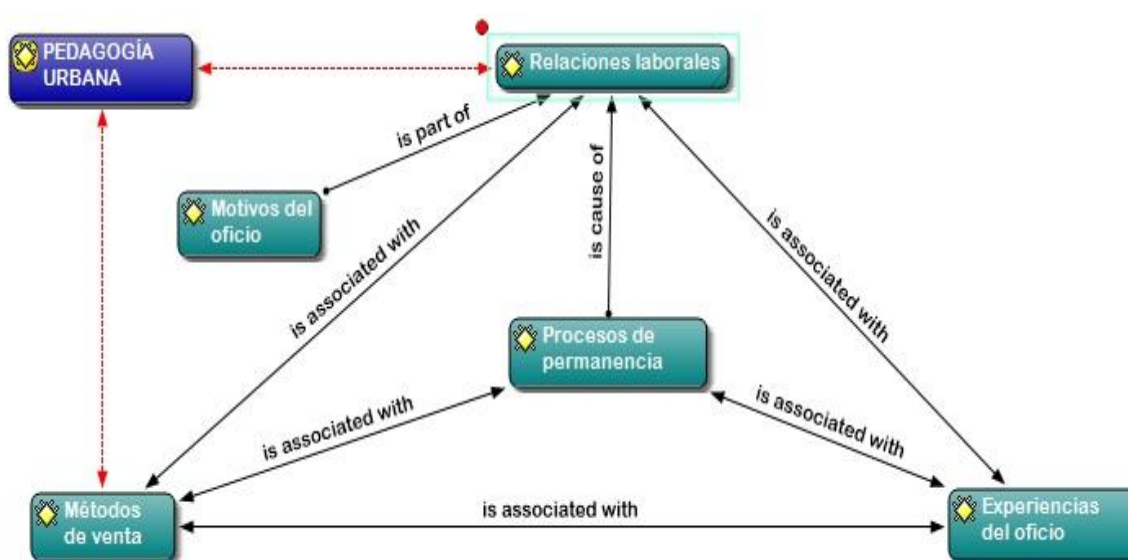 PEDAGOGÍA
URBANA
Relaciones laborales
is part of
Motivos del
oficio
is cause of
is associated with
is associated with
Procesos de
permanencia
is associated with
is associated with
Métodos
de venta
is associated with
Experiencias
del oficio